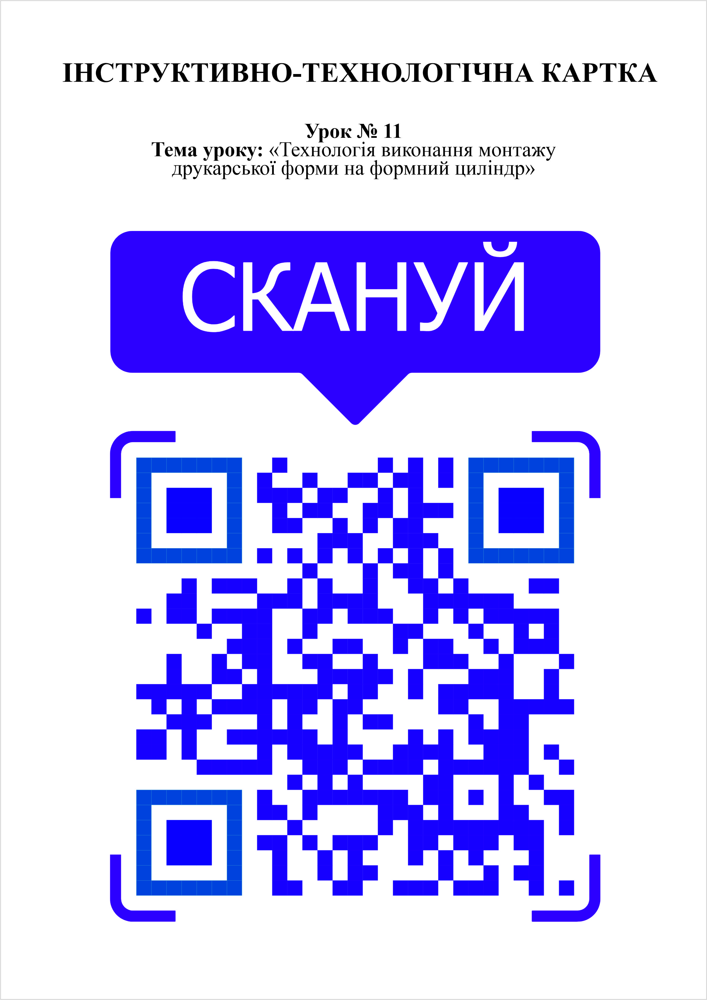 ІНСТРУКТИВНО-ТЕХНОЛОГІЧНА КАРТКА
Урок № 11
Тема уроку: «Технологія виконання монтажу
друкарської форми на формний циліндр»
СКАНУЙ